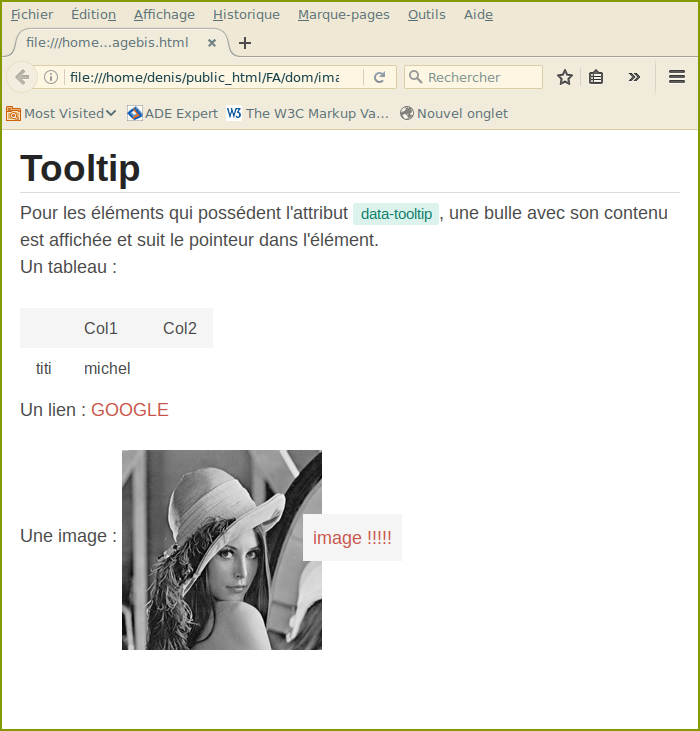 Fichier Édition Affichage Historique Marque-pages Outils Aide
file:///home...agebis.html × +
file:///home/denis/public_html/FA/dom/ima Rechercher
Most Visited ADE Expert W3 The W3C Markup Va... Nouvel onglet
Tooltip
Pour les éléments qui possédent l'attribut data-tooltip, une bulle avec son contenu
est affichée et suit le pointeur dans l'élément.
Un tableau :
Col1 Col2
titi michel
Un lien : GOOGLE
Une image : image !!!!!